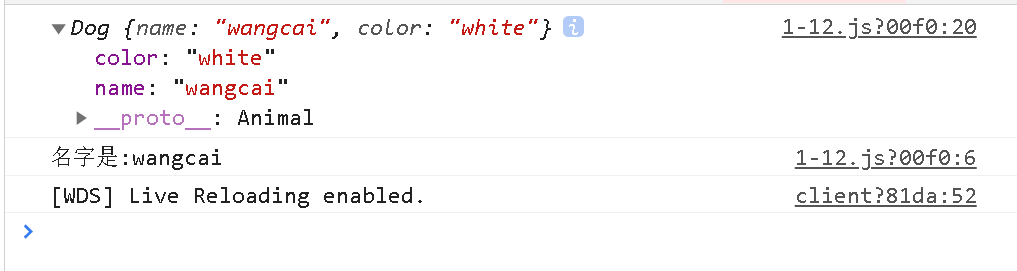 Dog {name: "wangcai", color: "white"} i 1-12.js?00f0:20
color: "white"
name: "wangcai"
__proto__: Animal
名字是:wangcai 1-12.js?00f0:6
[WDS] Live Reloading enabled. client?81da:52